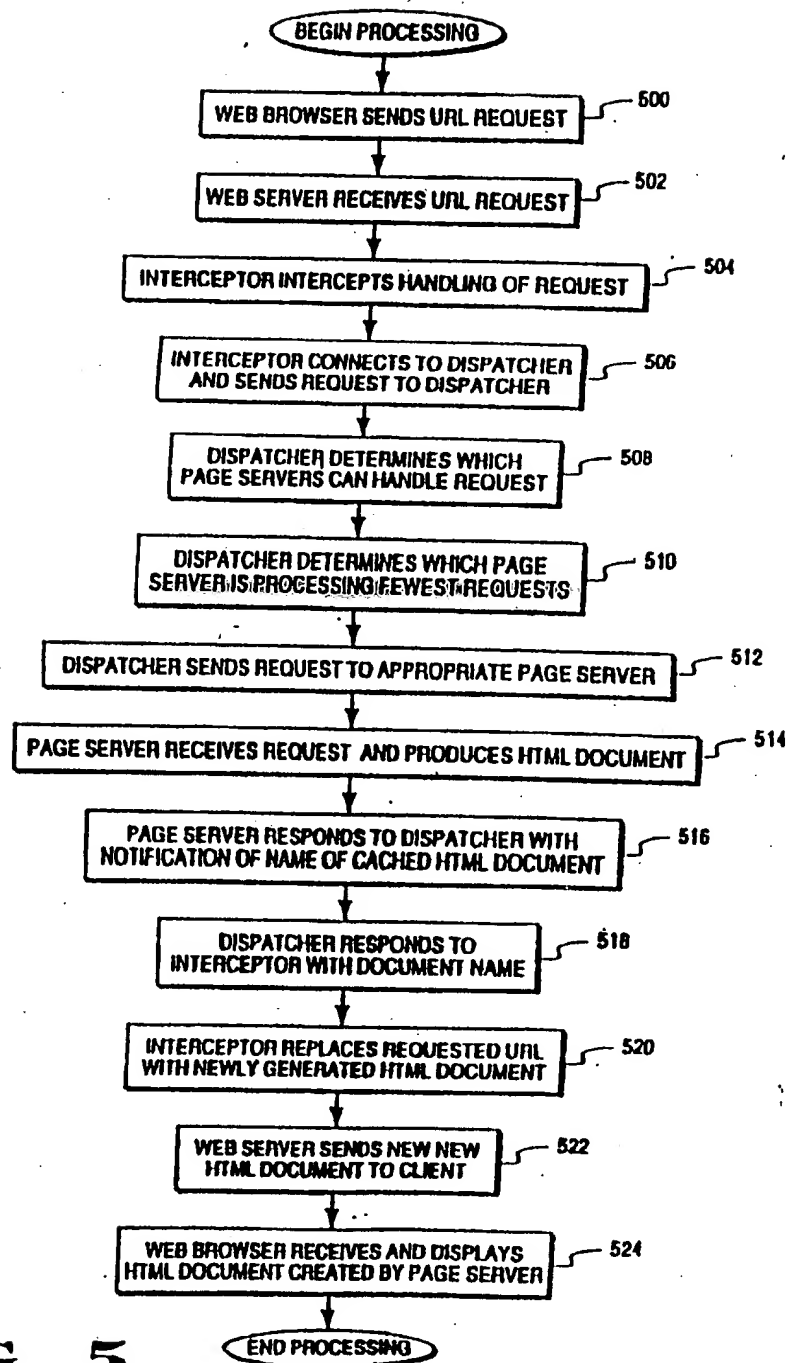 BEGIN PROCESSING
WEB BROWSER SENDS URL REQUEST
500
WEB SERVER RECEIVES URL REQUEST
502
INTERCEPTOR INTERCEPTS HANDLING OF REQUEST
504
INTERCEPTOR CONNECTS TO DISPATCHER
AND SENDS REQUEST TO DISPATCHER
506
DISPATCHER DETERMINES WHICH
PAGE SERVERS CAN HANDLE REQUEST
508
DISPATCHER DETERMINES WHICH PAGE
SERVER IS PROCESSING FEWEST REQUESTS
510
DISPATCHER SENDS REQUEST TO APPROPRIATE PAGE SERVER
512
PAGE SERVER RECEIVES REQUEST AND PRODUCES HTML DOCUMENT
514
PAGE SERVER RESPONDS TO DISPATCHER WITH
NOTIFICATION OF NAME OF CACHED HTML DOCUMENT
516
DISPATCHER RESPONDS TO
INTERCEPTOR WITH DOCUMENT NAME
518
INTERCEPTOR REPLACES REQUESTED URL
WITH NEWLY GENERATED HTML DOCUMENT
520
WEB SERVER SENDS NEW NEW
HTML DOCUMENT TO CLIENT
522
WEB BROWSER RECEIVES AND DISPLAYS
HTML DOCUMENT CREATED BY PAGE SERVER
524
END PROCESSING
5